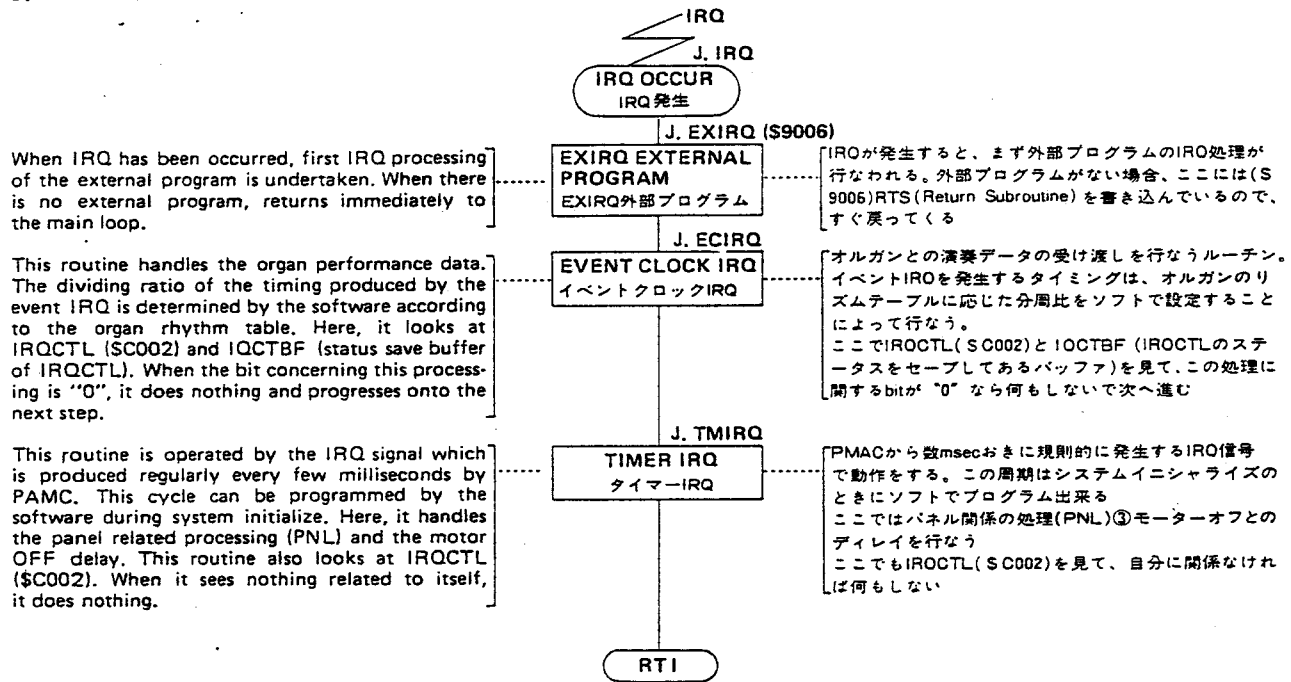 IRQ
J. IRQ
IRQ OCCUR
IRQ発生
J. EXIRQ ($9006)
When IRQ has been occurred, first IRQ processing
of the external program is undertaken. When there
is no external program, returns immediately to
the main loop.
EXIRQ EXTERNAL
PROGRAM
EXIRQ外部プログラム
IROが発生すると、まず外部プログラムのIRO処理が
行なわれる。外部プログラムがない場合、ここには(S
9006)RTS(Return Subroutine)を書き込んでいるので、
すぐ戻ってくる
J. ECIRQ
This routine handles the organ performance data.
The dividing ratio of the timing produced by the
event IRQ is determined by the software according
to the organ rhythm table. Here, it looks at
IRQCTL ($C002) and IQCTBF (status save buffer
of IRQCTL). When the bit concerning this process-
ing is "0", it does nothing and progresses onto the
next step.
EVENT CLOCK IRQ
イベントクロックIRQ
オルガンとの演奏データの受け渡しを行なうルーチン。
イベントIROを発生するタイミングは、オルガンのリ
ズムテーブルに応じた分周比をソフトで設定すること
によって行なう。
ここでIROCTL(SC002)と IOCTBF (IROCTLのステ
ータスをセーブしてあるバッファ)を見て、この処理に
関するbitが "0" なら何もしないで次へ進む
J. TMIRQ
This routine is operated by the IRQ signal which
is produced regularly every few milliseconds by
PAMC. This cycle can be programmed by the
software during system initialize. Here, it handles
the panel related processing (PNL) and the motor
OFF delay. This routine also looks at IRQCTL
($C002). When it sees nothing related to itself,
it does nothing.
TIMER IRQ
タイマーIRQ
PMACから数msecおきに規則的に発生するIRO信号
で動作をする。この周期はシステムイニシャライズの
ときにソフトでプログラム出来る
ここではパネル関係の処理(PNL)③モーターオフとの
ディレイを行なう
ここでもIROCTL(SC002)を見て、自分に関係なけれ
ば何もしない
RTI